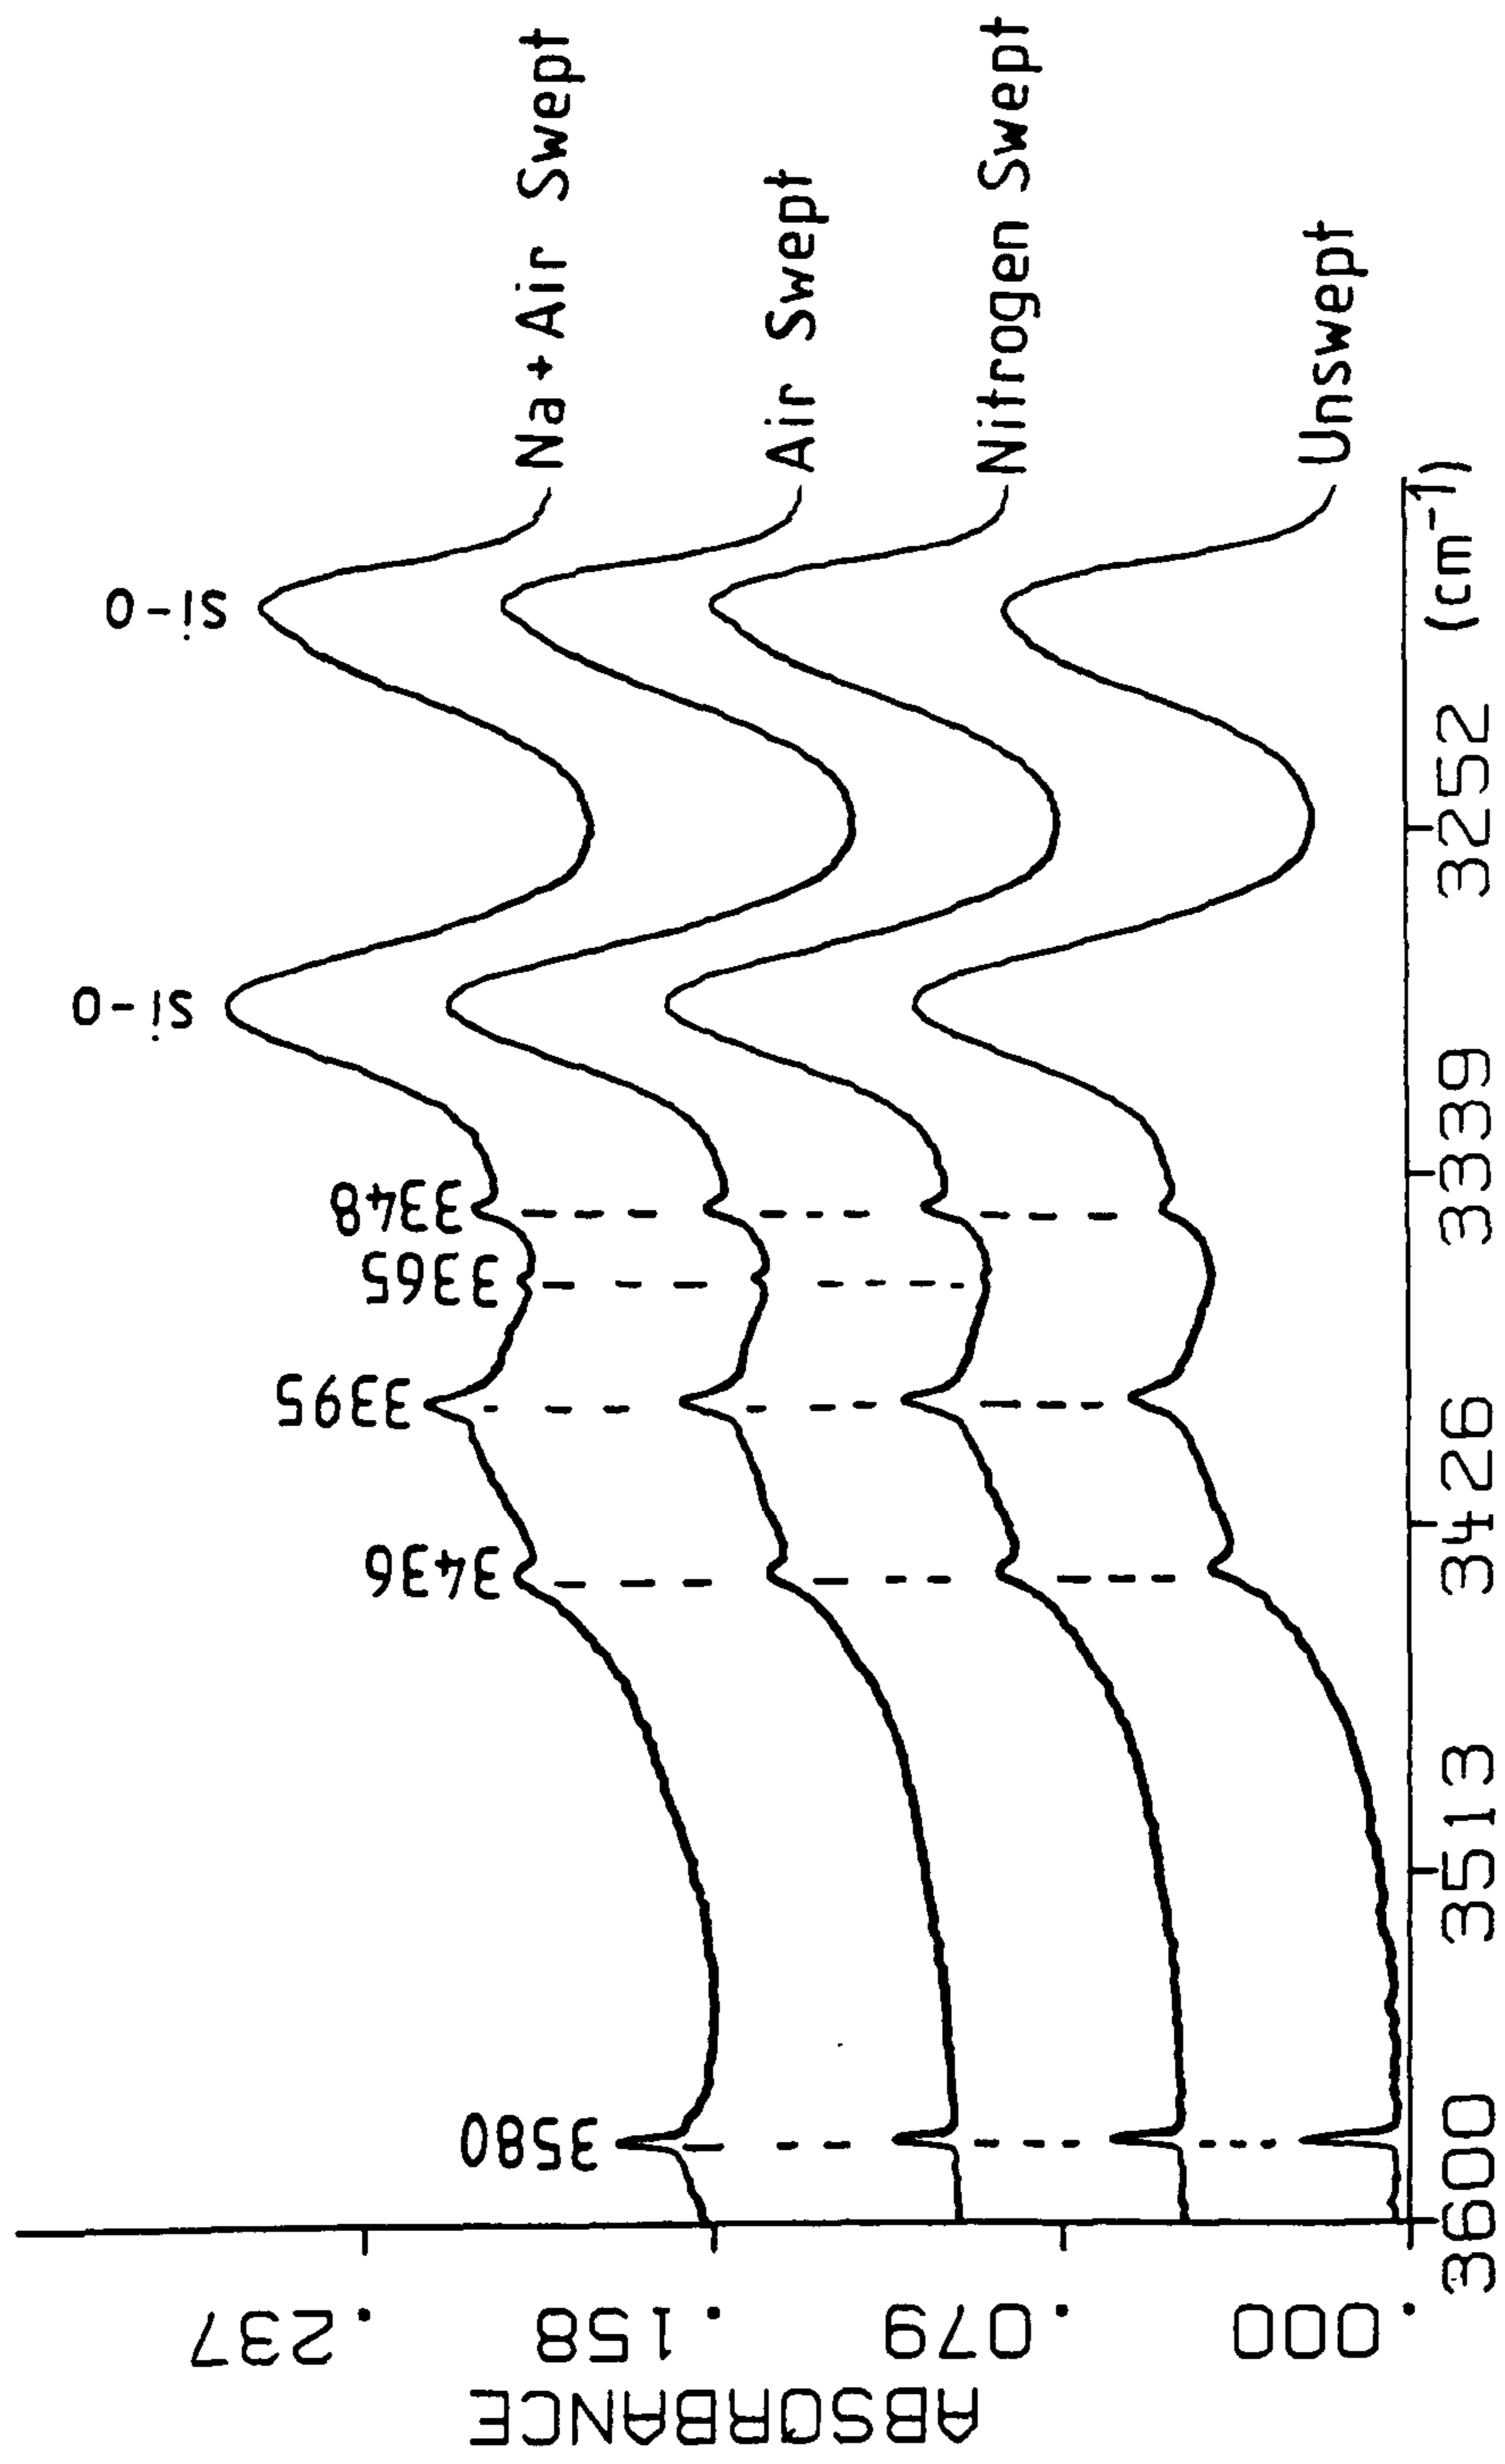 si-o
si-o
3580
3436
3395
3365
3348
Na+Air Swept
Air Swept
Nitrogen Swept
Unswept
ABSORBANCE
.237
.158
.079
.000
3600
3513
3426
3339
3252
(cm⁻¹)